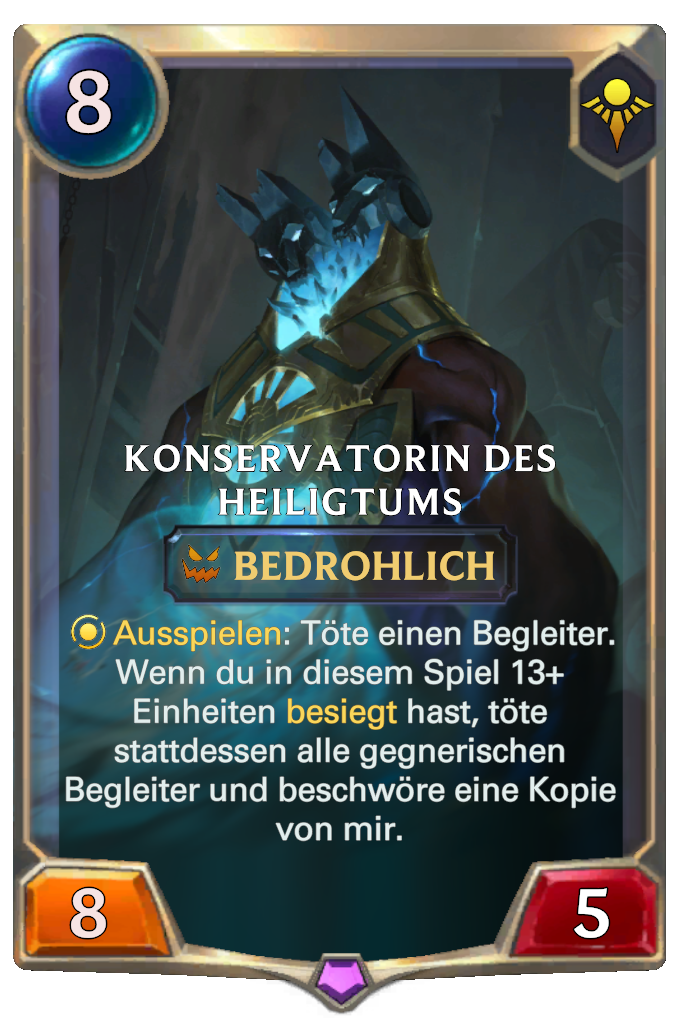 8
KONSERVATORIN DES
HEILIGTUMS
BEDROHLICH
Ausspielen: Töte einen Begleiter.
Wenn du in diesem Spiel 13+
Einheiten besiegt hast, töte
stattdessen alle gegnerischen
Begleiter und beschwöre eine Kopie
von mir.
8
5